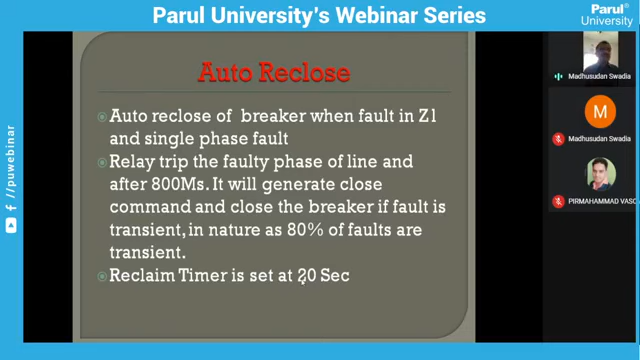 Parul University's Webinar Series
Parul®
University
//puwebinar
Auto Reclose
Auto reclose of breaker when fault in Z1
and single phase fault
Relay trip the faulty phase of line and
after 800Ms. It will generate close
command and close the breaker if fault is
transient, in nature as 80% of faults are
transient.
Reclaim Timer is set at 20 Sec
Madhusudan Swadia
M
Madhusudan Swadia
PIRMAHAMMAD VASO